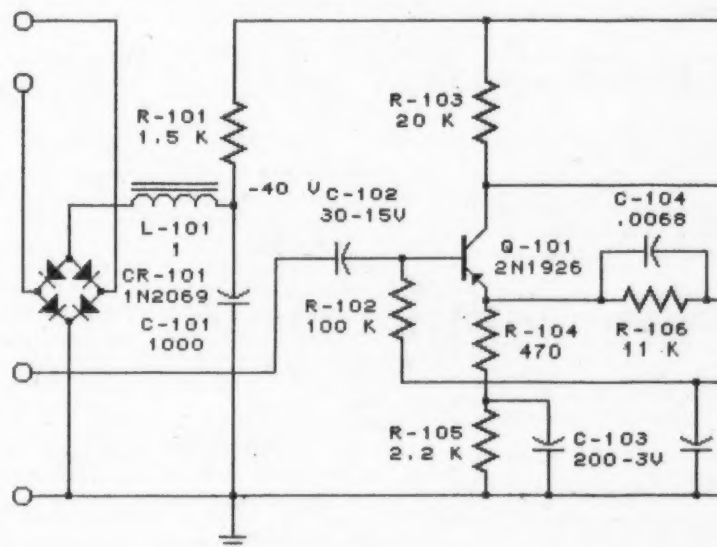 R-101
1.5 K
R-103
20 K
-40 V
C-102
30-15V
C-104
.0068
L-101
1
Q-101
2N1926
CR-101
1N2069
R-102
100 K
C-101
1000
R-104
470
R-106
11 K
R-105
2.2 K
C-103
200-3V